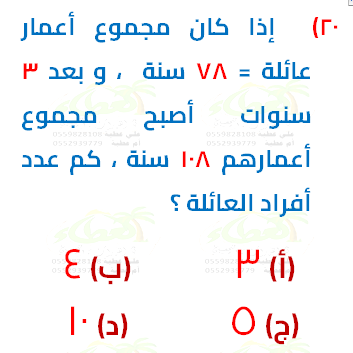 ٢٠) إذا كان مجموع أعمار
عائلة = ٧٨ سنة ، و بعد ٣
سنوات أصبح مجموع
أعمارهم ١٠٨ سنة ، كم عدد
أفراد العائلة ؟
(أ) ٣ (ب) ٤
(ج) ٥ (د) ١٠